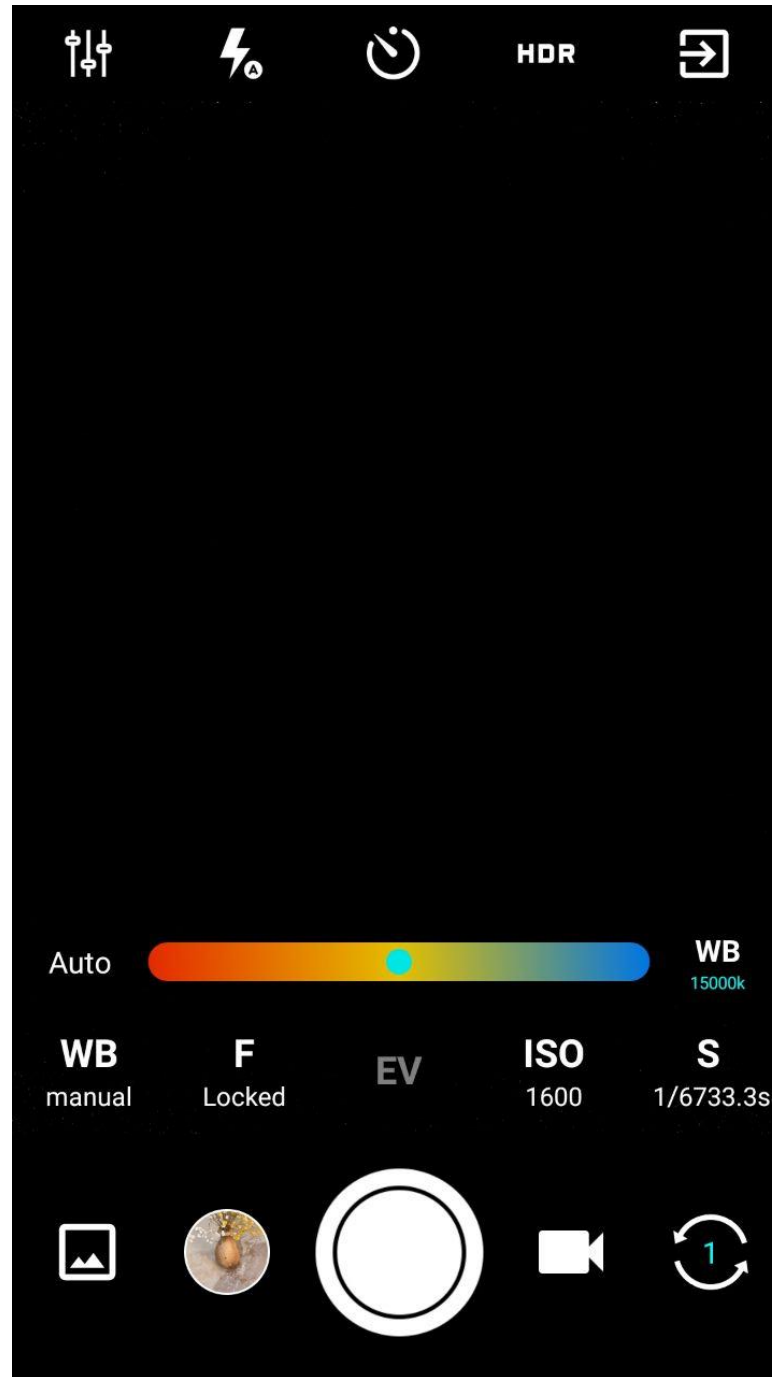 A
HDR
Auto
WB
15000k
WB
F
EV
ISO
S
manual
Locked
1600
1/6733.3s
1